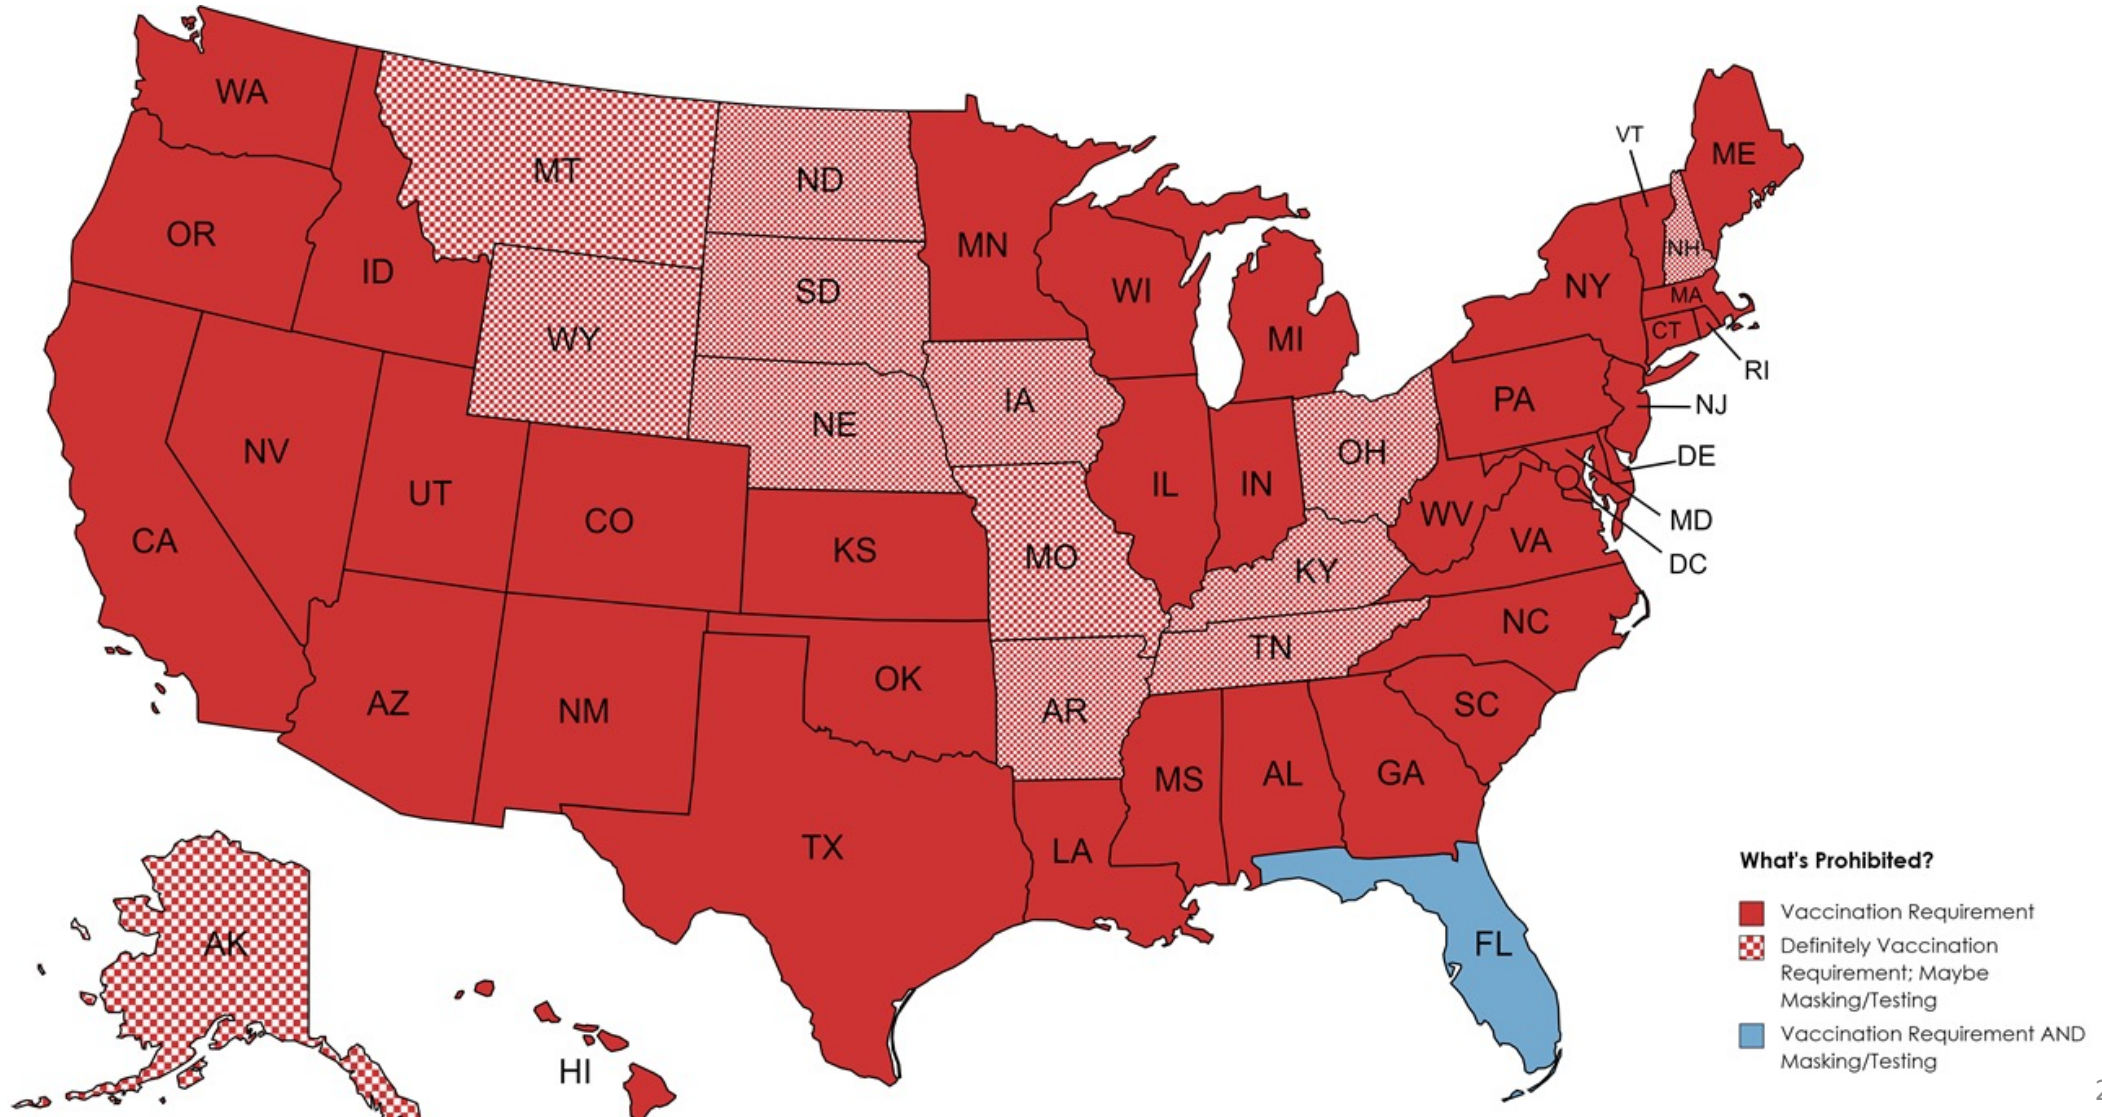 WA
MT
ND
VT
ME
OR
ID
MN
NH
SD
WI
NY
MA
WY
MI
CT
RI
IA
PA
NJ
NE
NV
OH
DE
UT
IL
IN
WV
CO
MD
CA
KS
MO
VA
DC
KY
NC
TN
AZ
NM
OK
AR
SC
MS
AL
GA
TX
LA
AK
FL
HI
What's Prohibited?
Vaccination Requirement
Definitely Vaccination
Requirement; Maybe
Masking/Testing
Vaccination Requirement AND
Masking/Testing